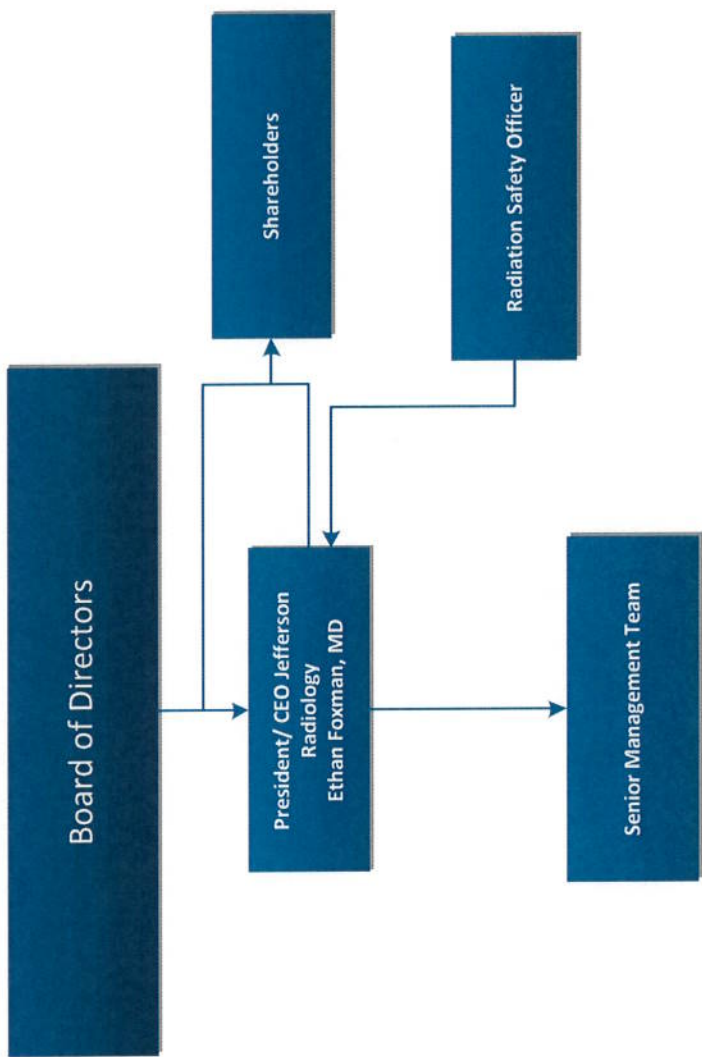 Board of Directors
Shareholders
President/ CEO Jefferson
Radiology
Ethan Foxman, MD
Radiation Safety Officer
Senior Management Team